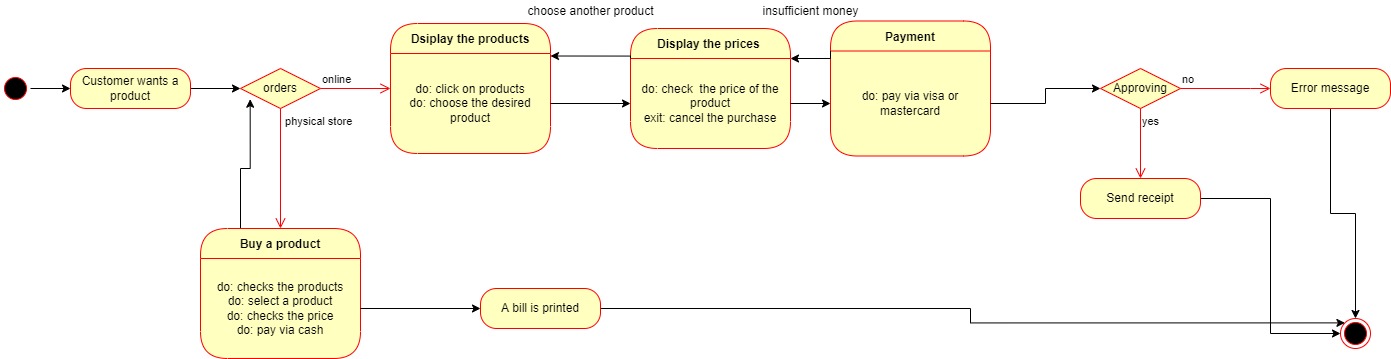 choose another product
insufficient money
Customer wants a
product
orders
online
physical store
Dsiplay the products
do: click on products
do: choose the desired
product
Display the prices
do: check the price of the
product
exit: cancel the purchase
Payment
do: pay via visa or
mastercard
Approving
no
yes
Error message
Send receipt
Buy a product
do: checks the products
do: select a product
do: checks the price
do: pay via cash
A bill is printed